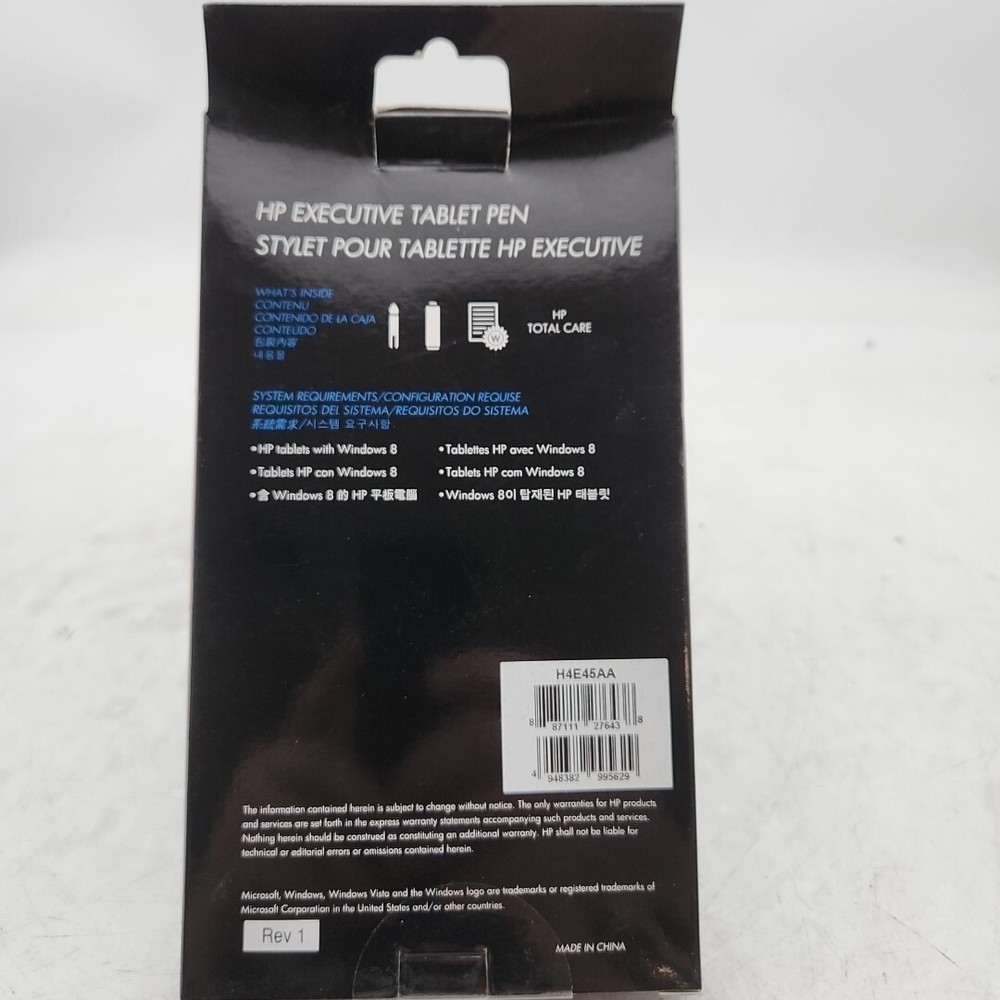 HP EXECUTIVE TABLET PEN
STYLET POUR TABLETTE HP EXECUTIVE
WHAT'S INSIDE
CONTENU
CONTENIDO DE LA CAJA
CONTEÚDO
包裝內容
내용물
W
HP
TOTAL CARE
SYSTEM REQUIREMENTS/CONFIGURATION REQUISE
REQUISITOS DEL SISTEMA/REQUISITOS DO SISTEMA
系統需求/시스템 요구사항
•HP tablets with Windows 8
•Tablettes HP avec Windows 8
•Tablets HP con Windows 8
•Tablets HP com Windows 8
•含 Windows 8 的 HP 平板電腦
•Windows 8이 탑재된 HP 태블릿
H4E45AA
8 87111 27643 8
4 948382 995629
The information contained herein is subject to change without notice. The only warranties for HP products
and services are set forth in the express warranty statements accompanying such products and services.
Nothing herein should be construed as constituting an additional warranty. HP shall not be liable for
technical or editorial errors or omissions contained herein.
Microsoft, Windows, Windows Vista and the Windows logo are trademarks or registered trademarks of
Microsoft Corporation in the United States and/or other countries.
Rev 1
MADE IN CHINA